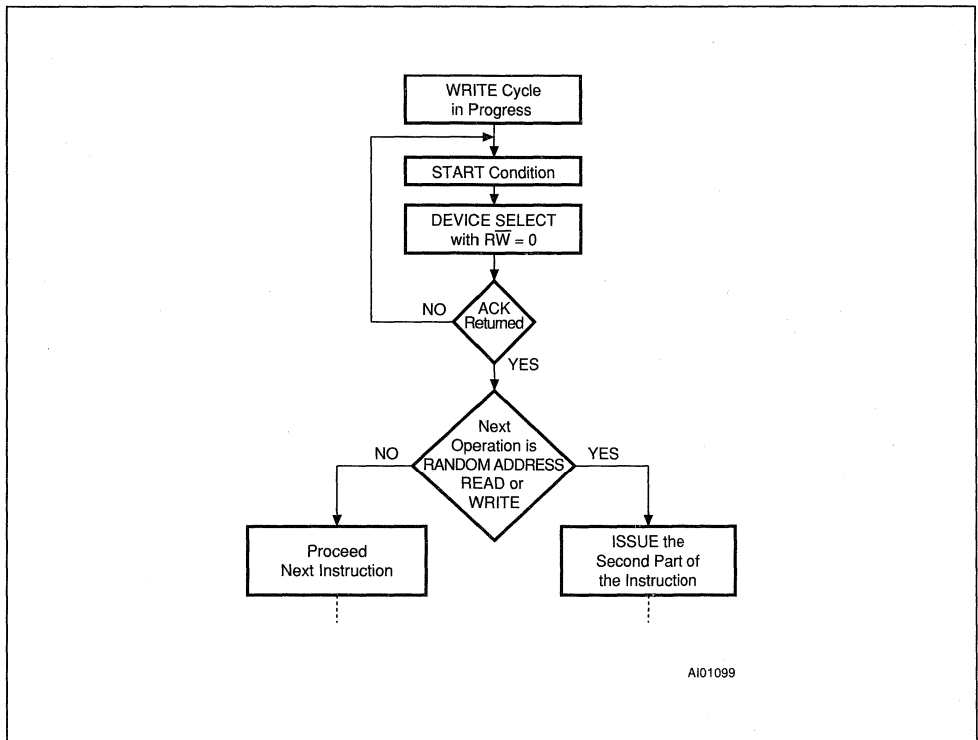 WRITE Cycle
in Progress
START Condition
DEVICE SELECT
with RW̅ = 0
NO
ACK
Returned
YES
NO
Next
Operation is
RANDOM ADDRESS
READ or
WRITE
YES
Proceed
Next Instruction
ISSUE the
Second Part of
the Instruction
AI01099